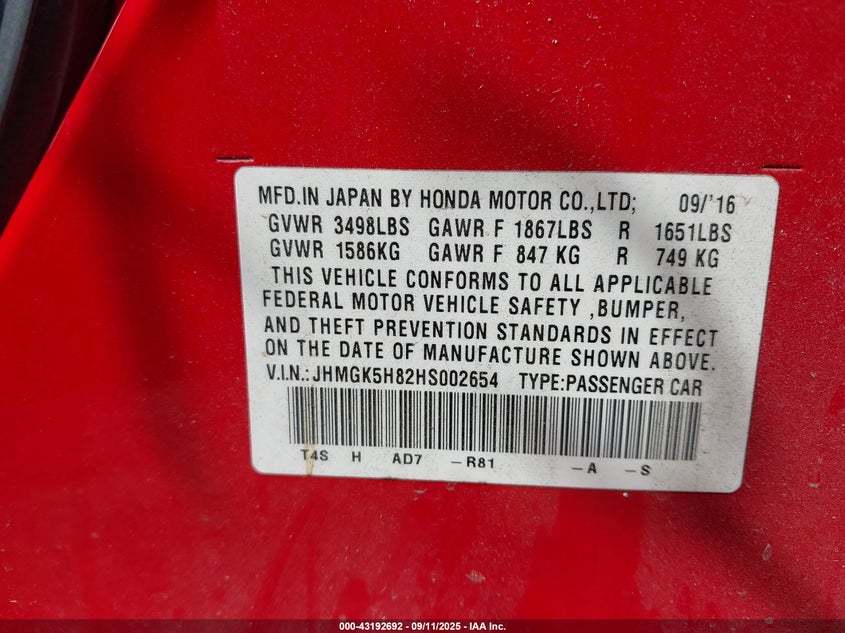 MFD.IN JAPAN BY HONDA MOTOR CO.,LTD; 09/'16
GVWR 3498LBS GAWR F 1867LBS R 1651LBS
GVWR 1586KG GAWR F 847 KG R 749 KG
THIS VEHICLE CONFORMS TO ALL APPLICABLE
FEDERAL MOTOR VEHICLE SAFETY ,BUMPER,
AND THEFT PREVENTION STANDARDS IN EFFECT
ON THE DATE OF MANUFACTURE SHOWN ABOVE.
V.I.N.:JHMGK5H82HS002654 TYPE:PASSENGER CAR
T4S H AD7 -R81 -A -S
000-43192692 - 09/11/2025 - IAA Inc.